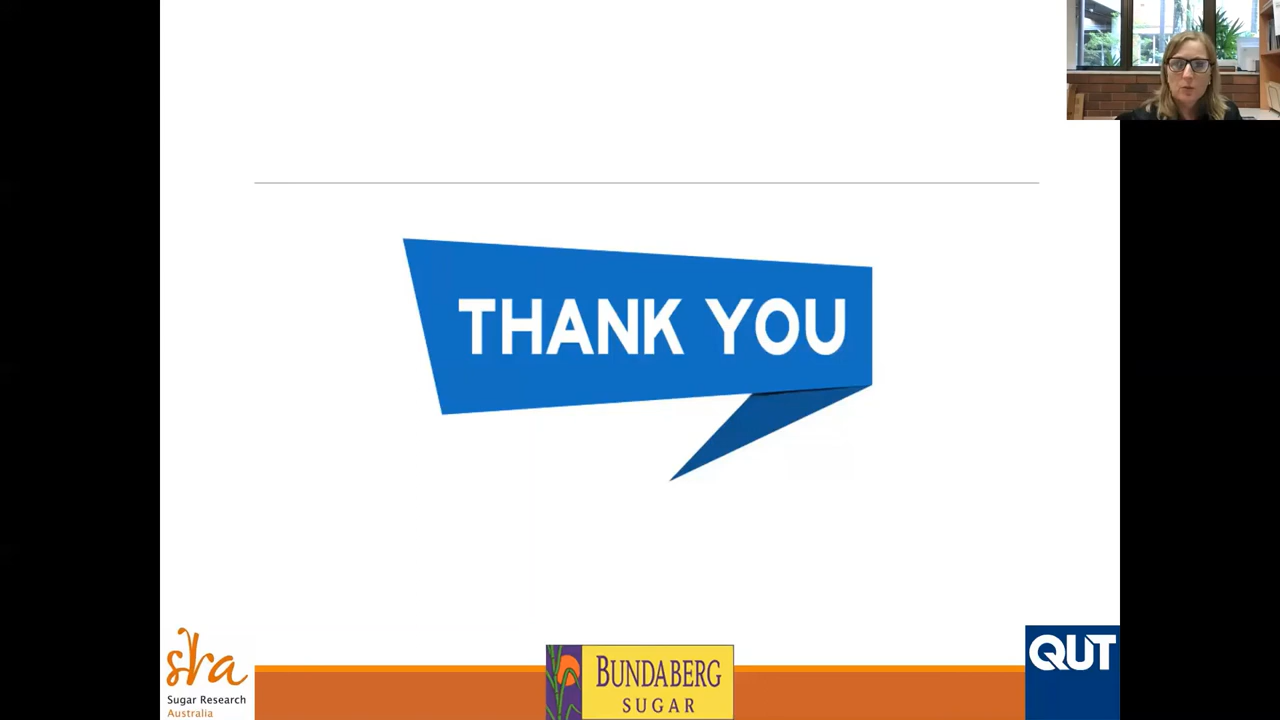 THANK YOU
sra
Sugar Research
Australia
BUNDABERG
SUGAR
QUT